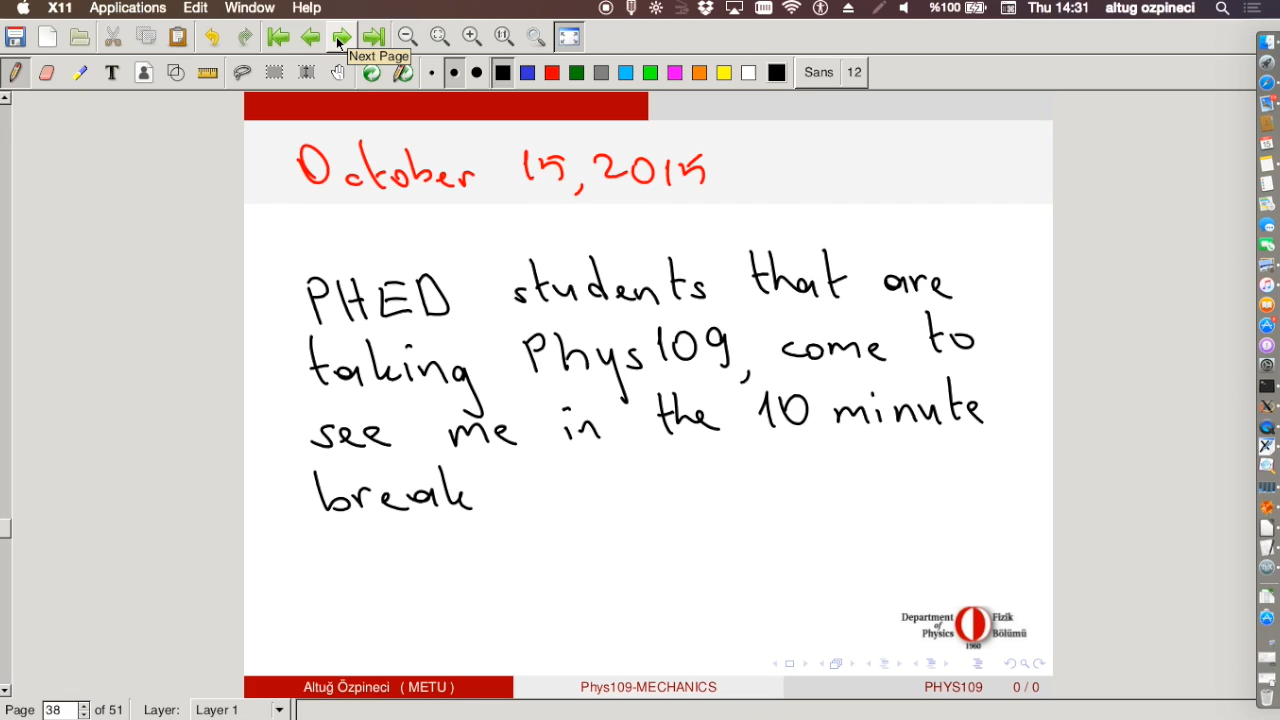 X11 Applications Edit Window Help %100 Thu 14:31 altug ozpineci
Next Page
Sans 12
October 15, 2015
PHED students that are
taking Phys109, come to
see me in the 10 minute
break
Department of Physics Fizik Bölümü
1960
Altuğ Özpineci ( METU ) Phys109-MECHANICS PHYS109 0 / 0
Page 38 of 51 Layer: Layer 1